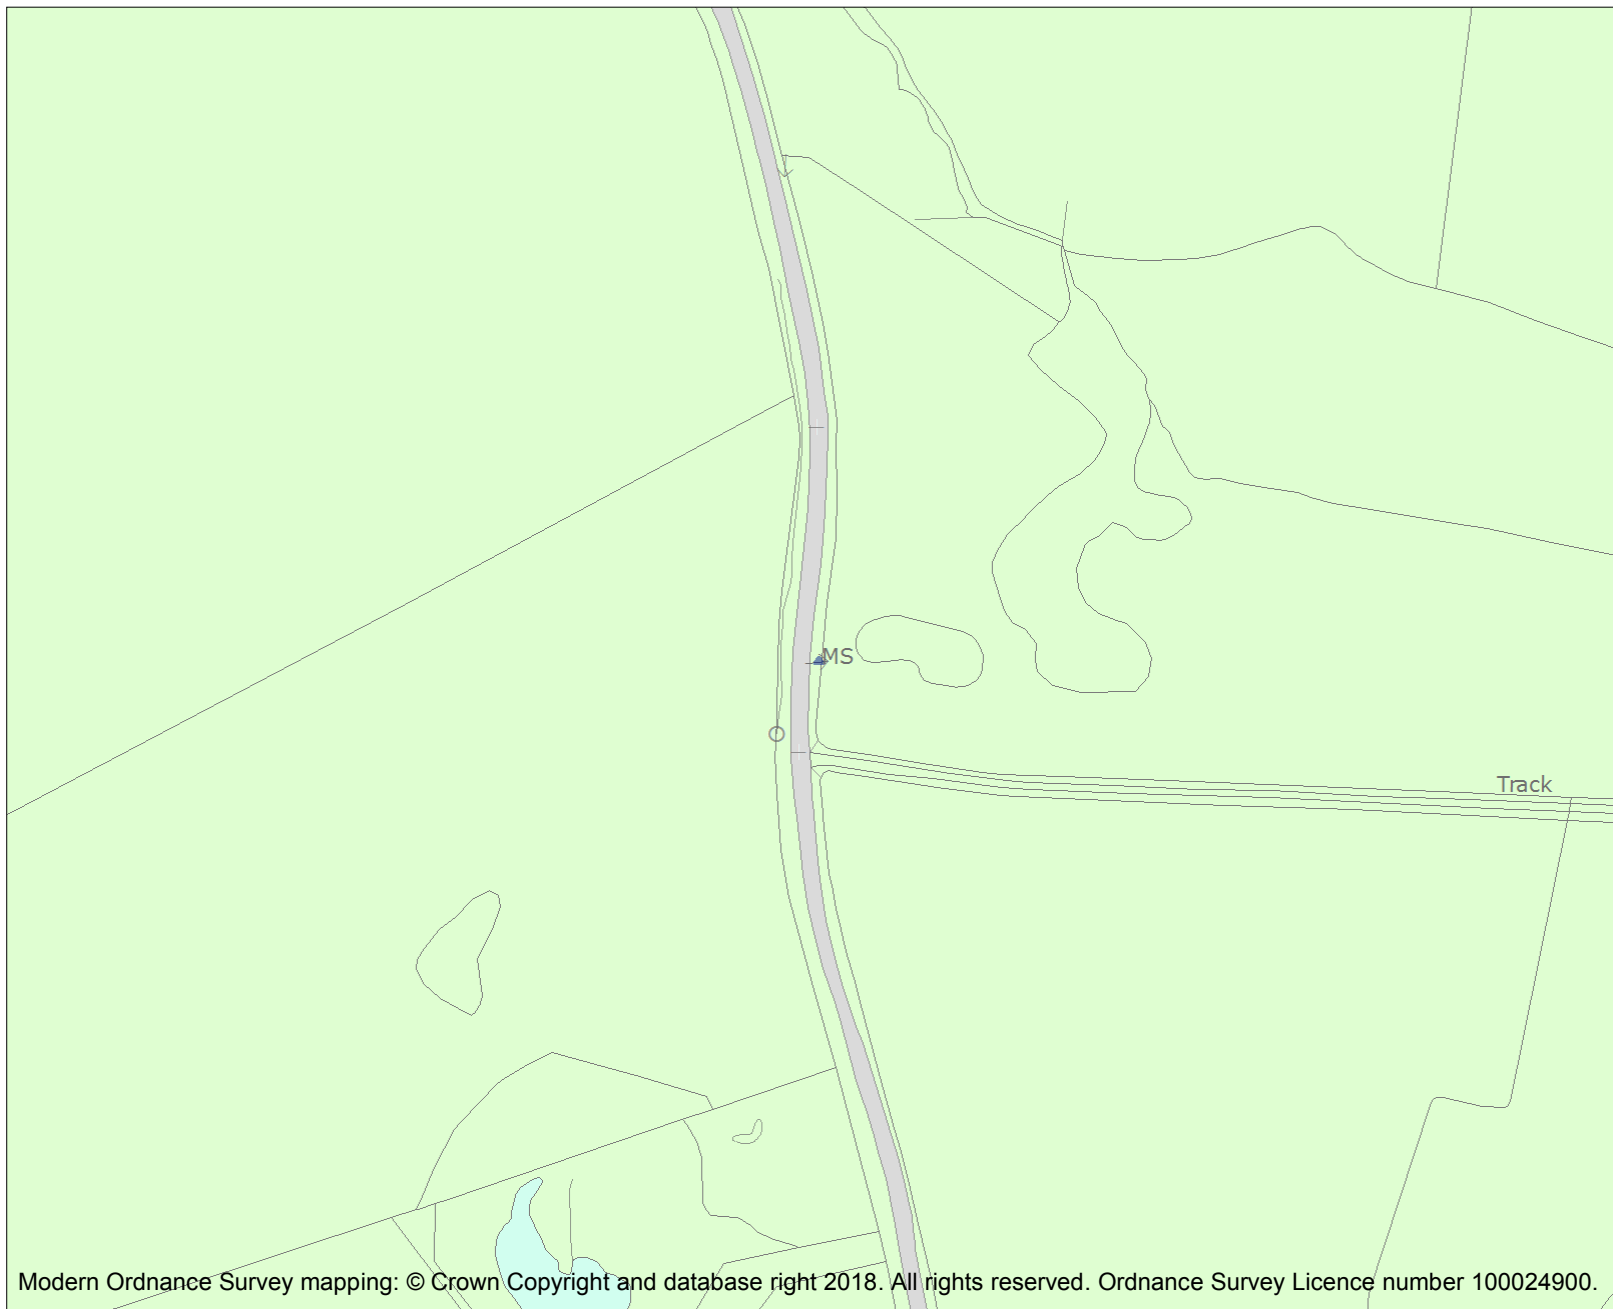 MS
Track
Modern Ordnance Survey mapping: © Crown Copyright and database right 2018. All rights reserved. Ordnance Survey Licence number 100024900.